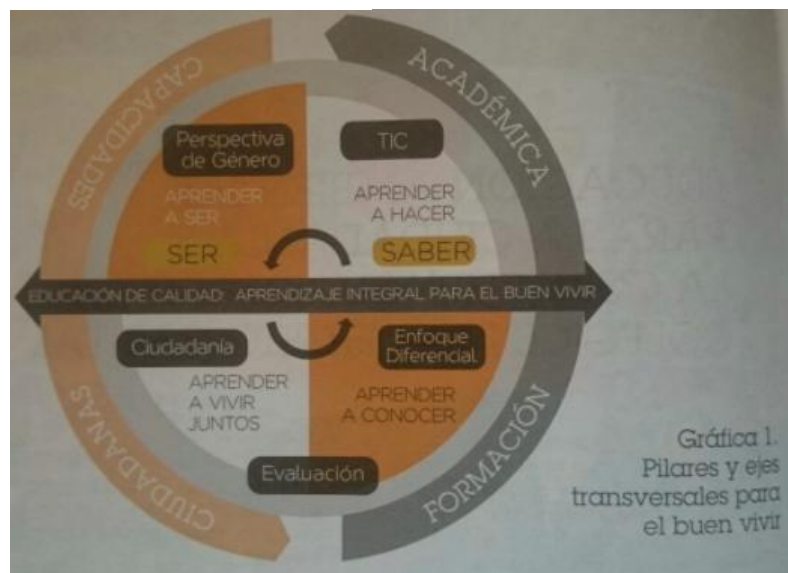 CAPACIDADES
ACADÉMICA
Perspectiva
de Género
TIC
APRENDER
A SER
APRENDER
A HACER
SER
SABER
EDUCACIÓN DE CALIDAD: APRENDIZAJE INTEGRAL PARA EL BUEN VIVIR
Ciudadanía
Enfoque
Diferencial
APRENDER
A VIVIR
JUNTOS
APRENDER
A CONOCER
Evaluación
CIUDADANAS
FORMACIÓN
Gráfica 1.
Pilares y ejes
transversales para
el buen vivir